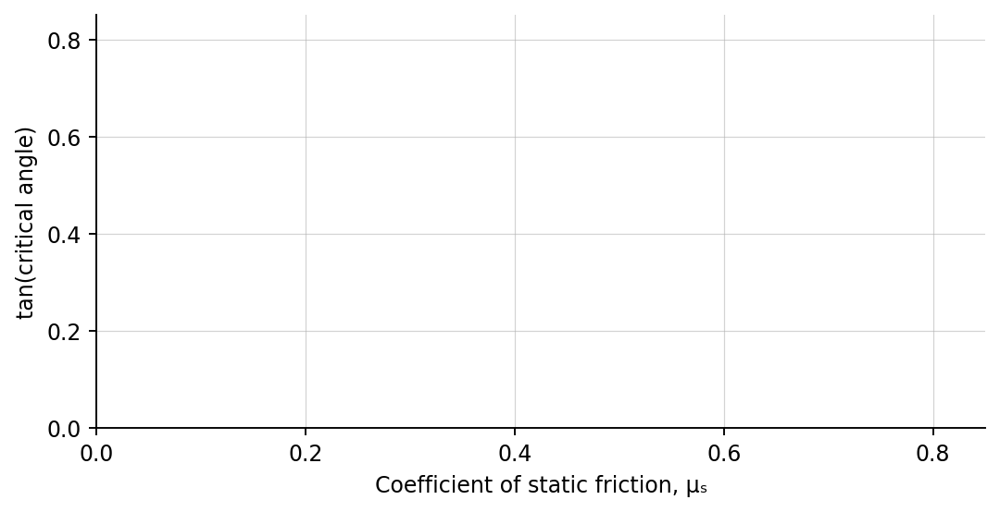 tan(critical angle)
0.8
0.6
0.4
0.2
0.0
0.0 0.2 0.4 0.6 0.8
Coefficient of static friction, μₛ